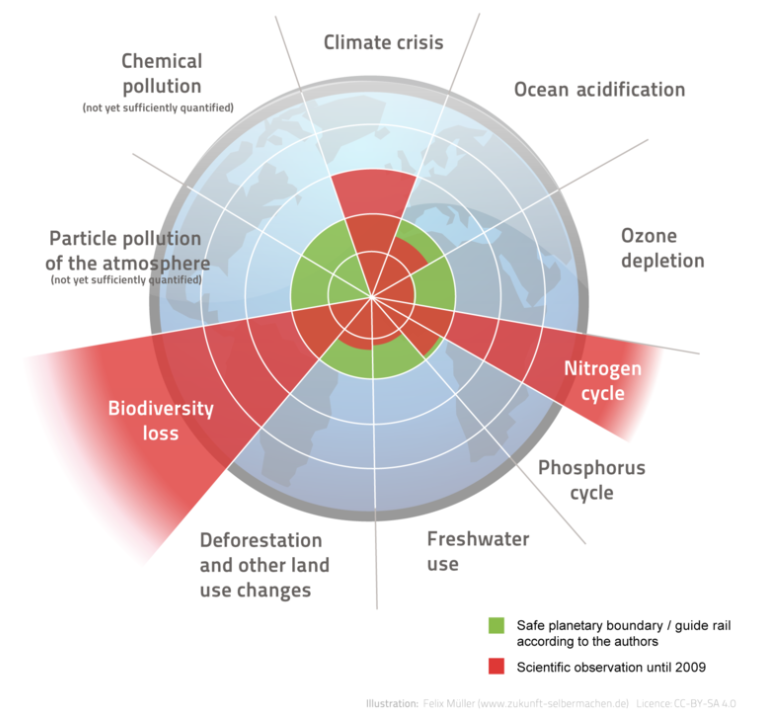 Climate crisis
Chemical
pollution
(not yet sufficiently quantified)
Ocean acidification
Particle pollution
of the atmosphere
(not yet sufficiently quantified)
Ozone
depletion
Nitrogen
cycle
Biodiversity
loss
Phosphorus
cycle
Deforestation
and other land
use changes
Freshwater
use
Safe planetary boundary / guide rail
according to the authors
Scientific observation until 2009
Illustration: Felix Müller (www.zukunft-selbermachen.de) Licence: CC-BY-SA 4.0